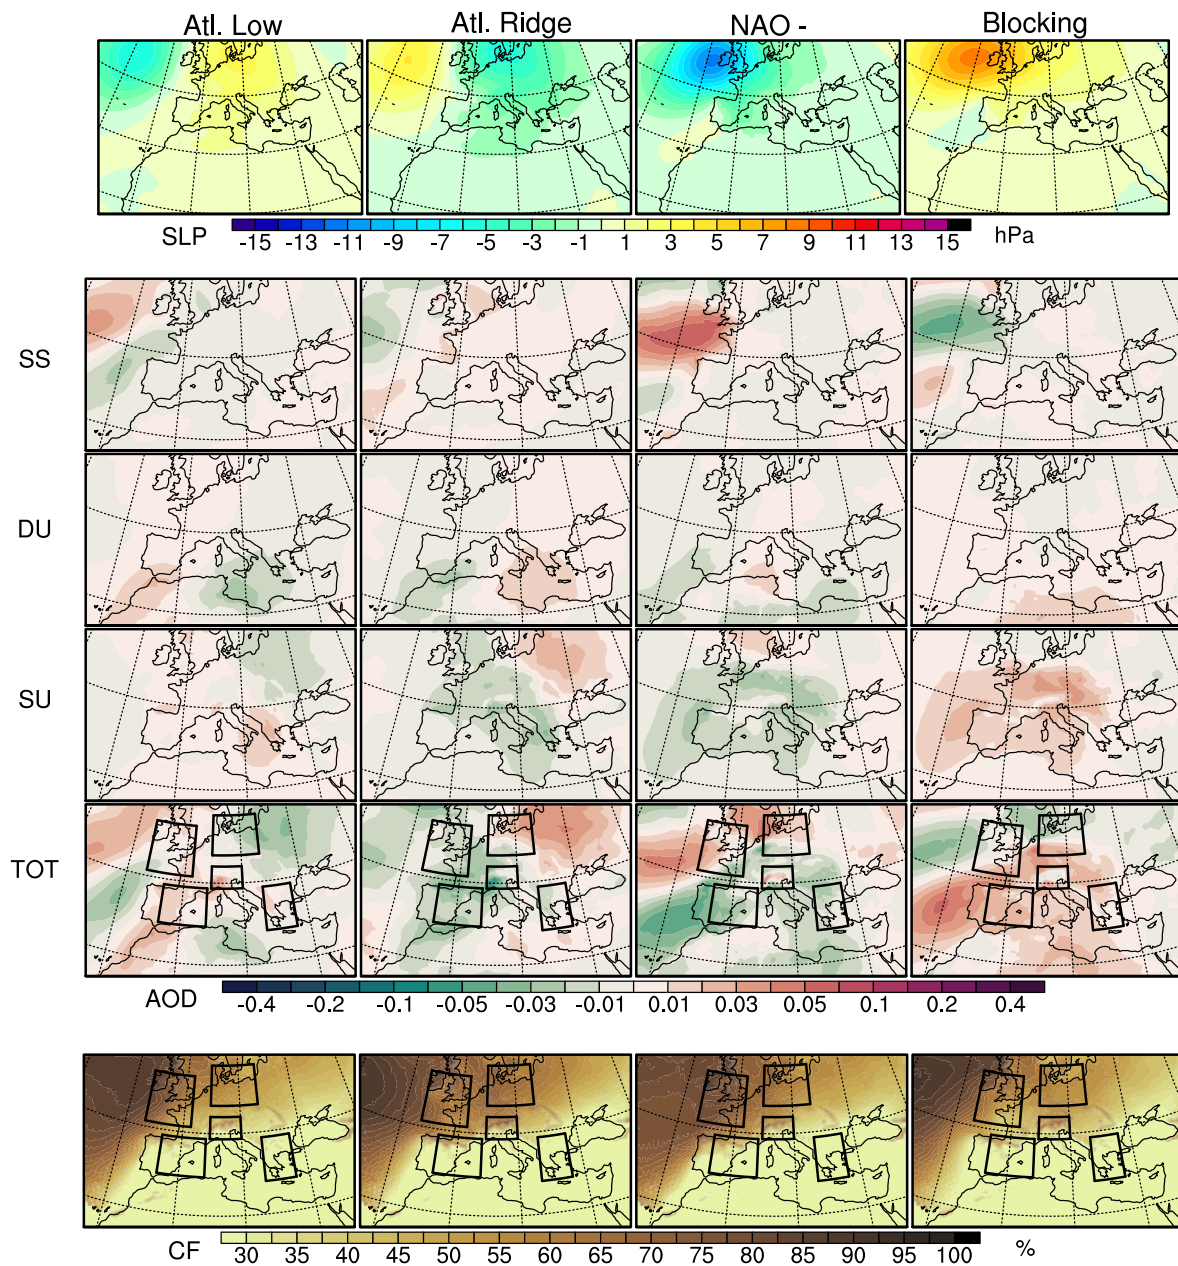 Atl. Low Atl. Ridge NAO - Blocking
SLP -15 -13 -11 -9 -7 -5 -3 -1 1 3 5 7 9 11 13 15 hPa
SS
DU
SU
TOT
AOD -0.4 -0.2 -0.1 -0.05 -0.03 -0.01 0.01 0.03 0.05 0.1 0.2 0.4
CF 30 35 40 45 50 55 60 65 70 75 80 85 90 95 100 %